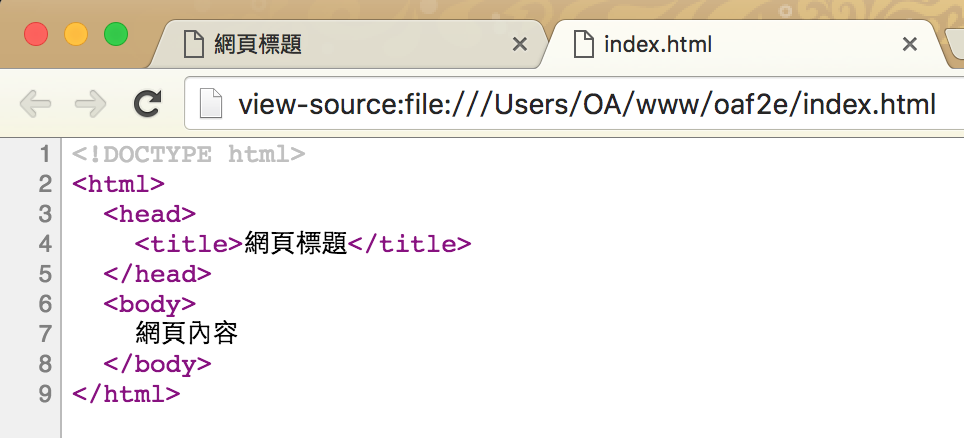 網頁標題
index.html
view-source:file:///Users/OA/www/oaf2e/index.html
1 <!DOCTYPE html>
2 <html>
3   <head>
4     <title>網頁標題</title>
5   </head>
6   <body>
7     網頁內容
8   </body>
9 </html>